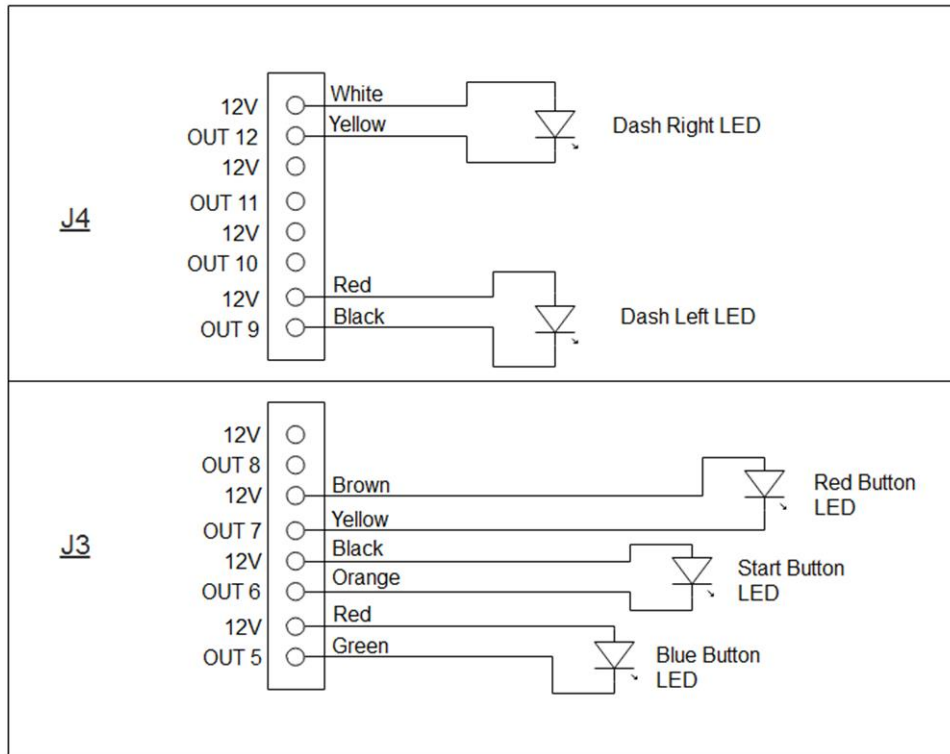 J4
12V
White
OUT 12
Yellow
Dash Right LED
12V
OUT 11
12V
OUT 10
12V
Red
OUT 9
Black
Dash Left LED
J3
12V
OUT 8
12V
Brown
Red Button
LED
OUT 7
Yellow
12V
Black
Start Button
LED
OUT 6
Orange
12V
Red
OUT 5
Green
Blue Button
LED